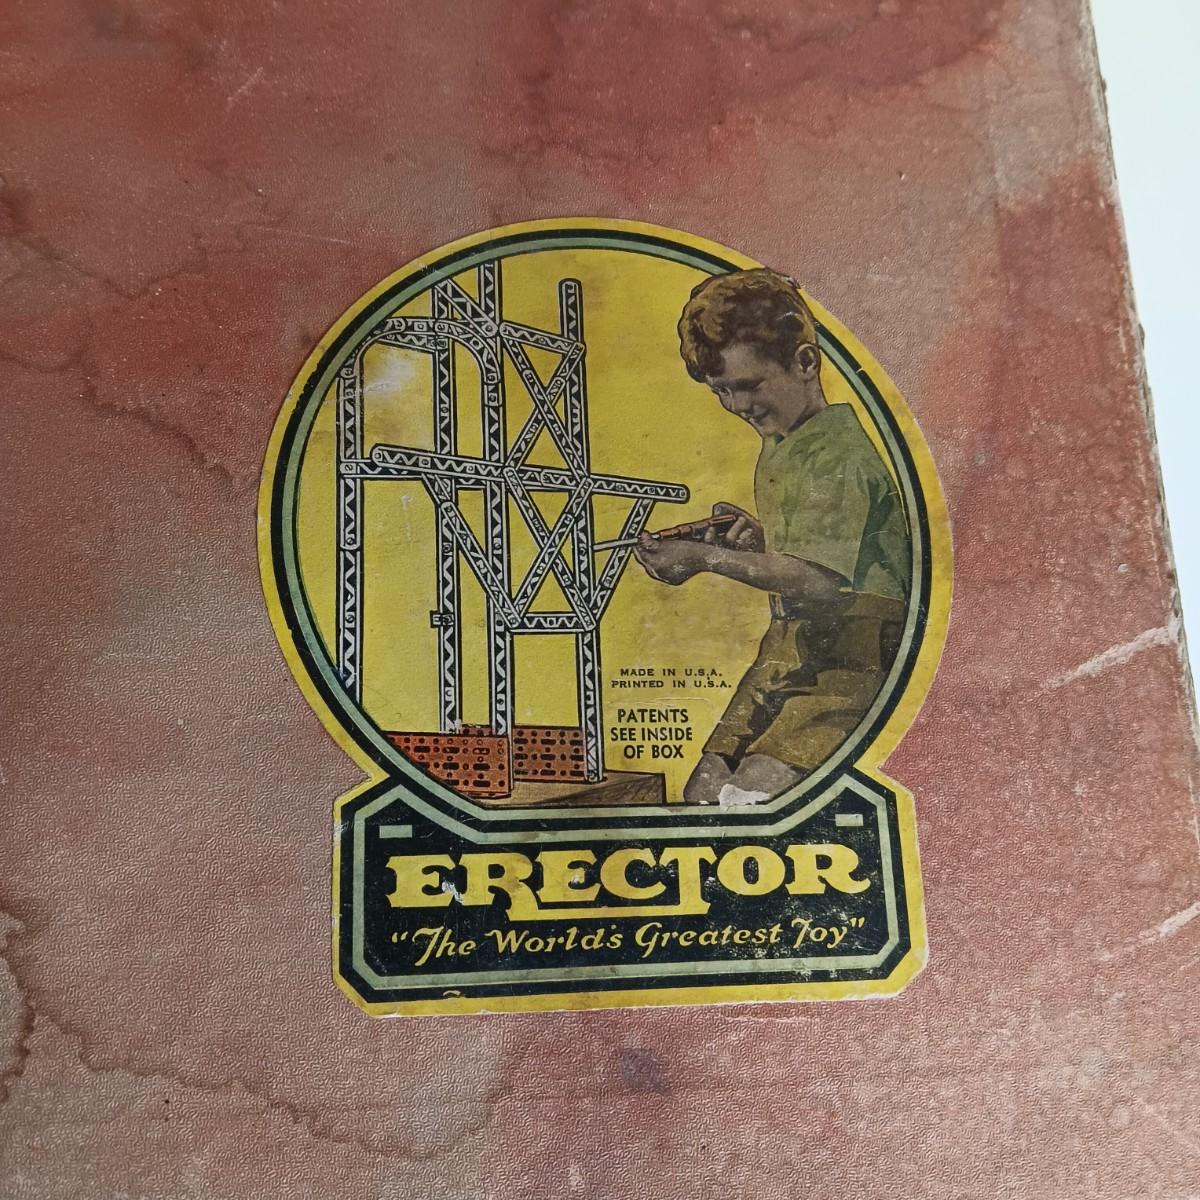 MADE IN U.S.A.
PRINTED IN U.S.A.
PATENTS
SEE INSIDE
OF BOX
ERECTOR
"The World's Greatest Toy"